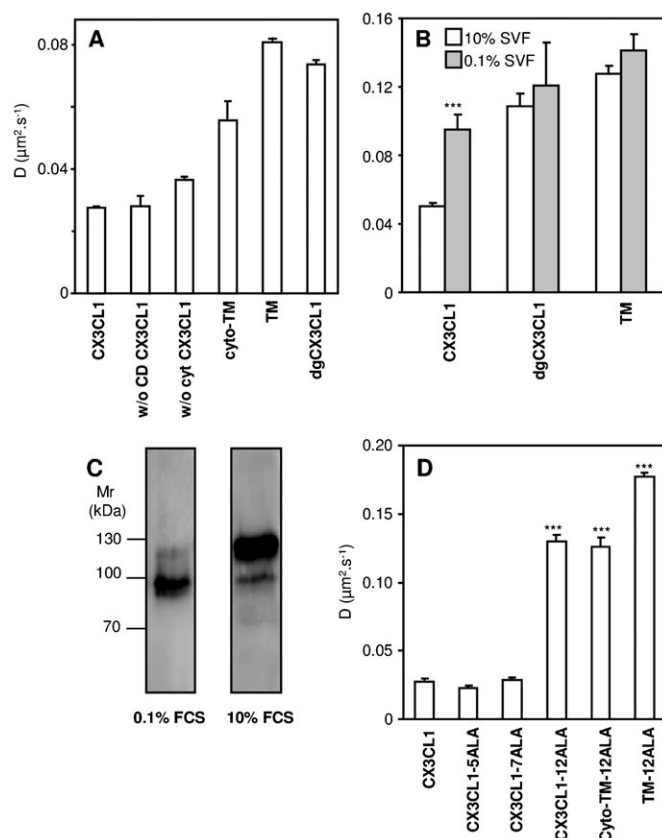 A
D (µm².s⁻¹)
0.08
0.04
0
CX3CL1
w/o CD CX3CL1
w/o cyt CX3CL1
cyto-TM
TM
dgCX3CL1
B
10% SVF
0.1% SVF
0.16
0.12
0.08
0.04
0
***
CX3CL1
dgCX3CL1
TM
C
Mr
(kDa)
130
100
70
0.1% FCS
10% FCS
D
D (µm².s⁻¹)
0.20
0.15
0.10
0.05
0
***
***
***
CX3CL1
CX3CL1-5ALA
CX3CL1-7ALA
CX3CL1-12ALA
Cyto-TM-12ALA
TM-12ALA